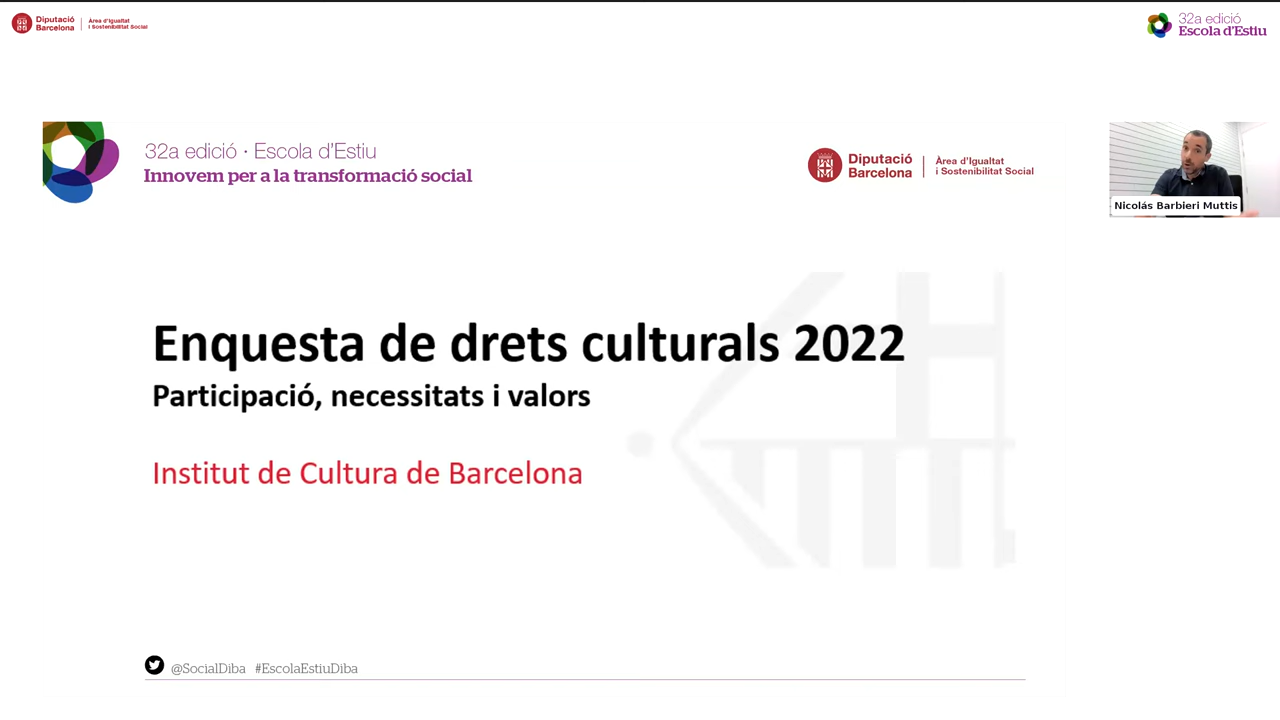 Diputació
Barcelona
Àrea d'Igualtat
i Sostenibilitat Social
32a edició
Escola d'Estiu
32a edició · Escola d'Estiu
Innovem per a la transformació social
Diputació
Barcelona
Àrea d'Igualtat
i Sostenibilitat Social
Nicolás Barbieri Muttis
Enquesta de drets culturals 2022
Participació, necessitats i valors
Institut de Cultura de Barcelona
@SocialDiba #EscolaEstiuDiba